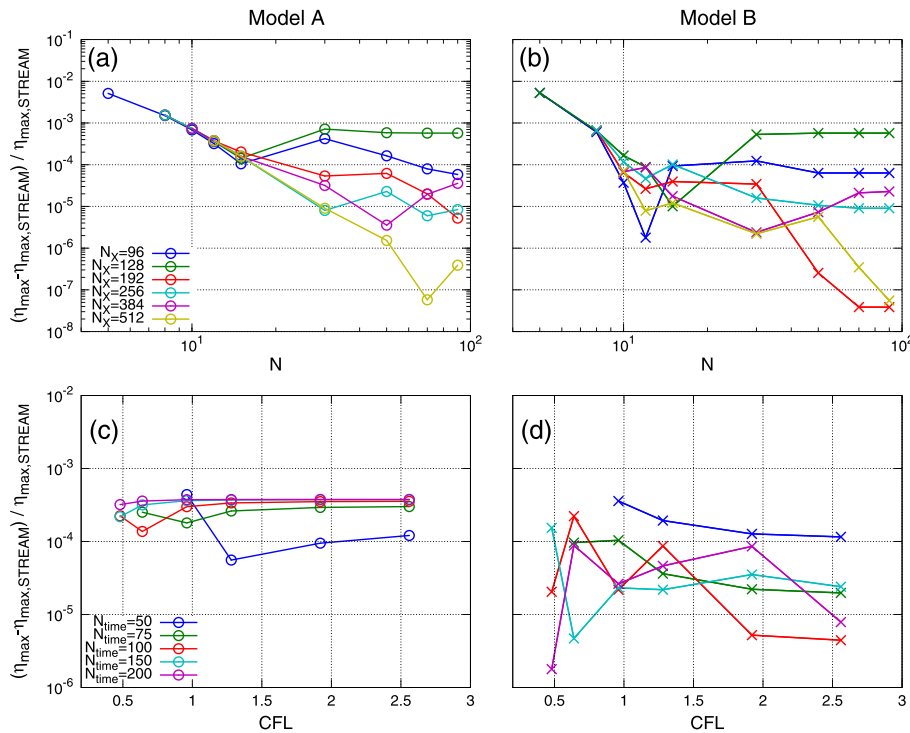 Model A
Model B
(a)
(b)
(η_max-η_max,STREAM) / η_max,STREAM
10^-1
10^-2
10^-3
10^-4
10^-5
10^-6
10^-7
10^-8
N_X=96
N_X=128
N_X=192
N_X=256
N_X=384
N_X=512
10^1
10^2
10^1
10^2
N
N
(c)
(d)
(η_max-η_max,STREAM) / η_max,STREAM
10^-2
10^-3
10^-4
10^-5
10^-6
N_time=50
N_time=75
N_time=100
N_time=150
N_time=200
0.5 1 1.5 2 2.5 3
0.5 1 1.5 2 2.5 3
CFL
CFL